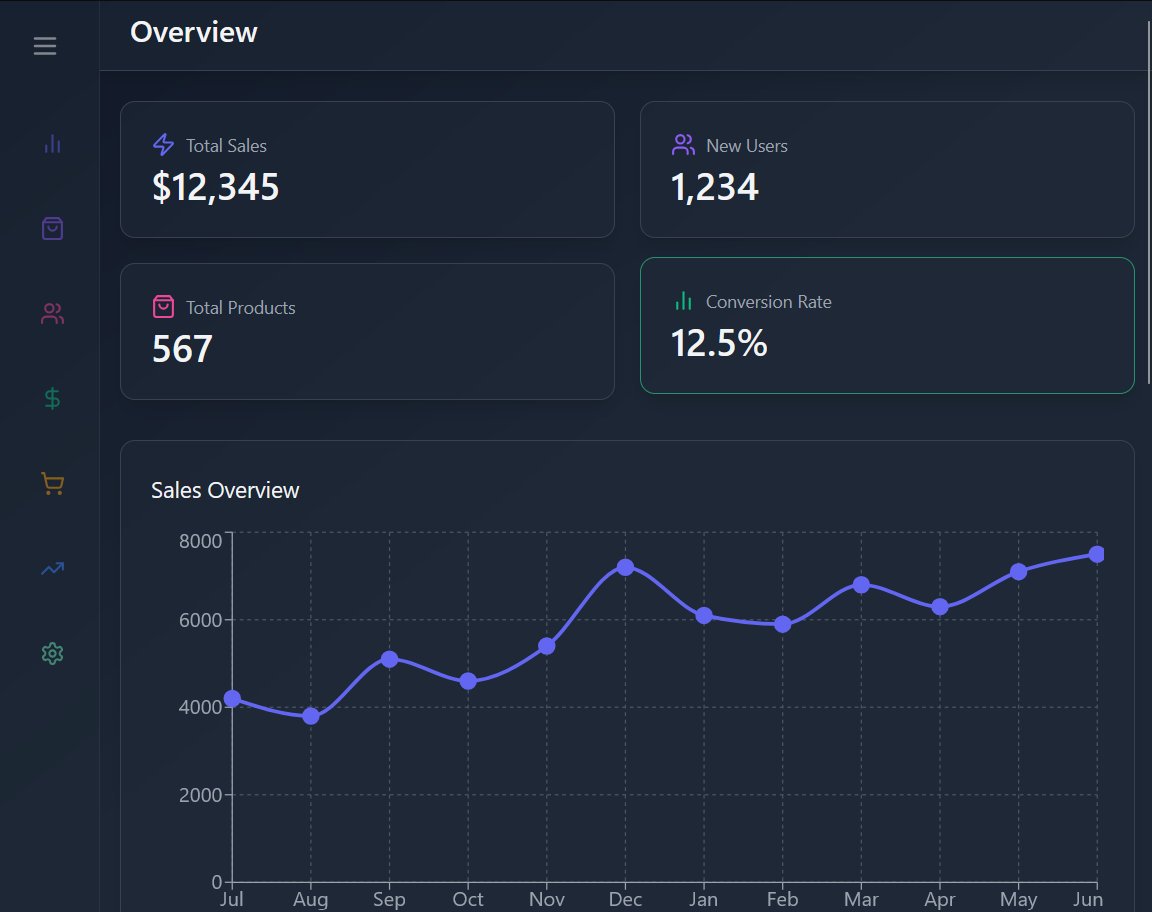 Overview
Total Sales
$12,345
New Users
1,234
Total Products
567
Conversion Rate
12.5%
Sales Overview
8000
6000
4000
2000
0
Jul Aug Sep Oct Nov Dec Jan Feb Mar Apr May Jun